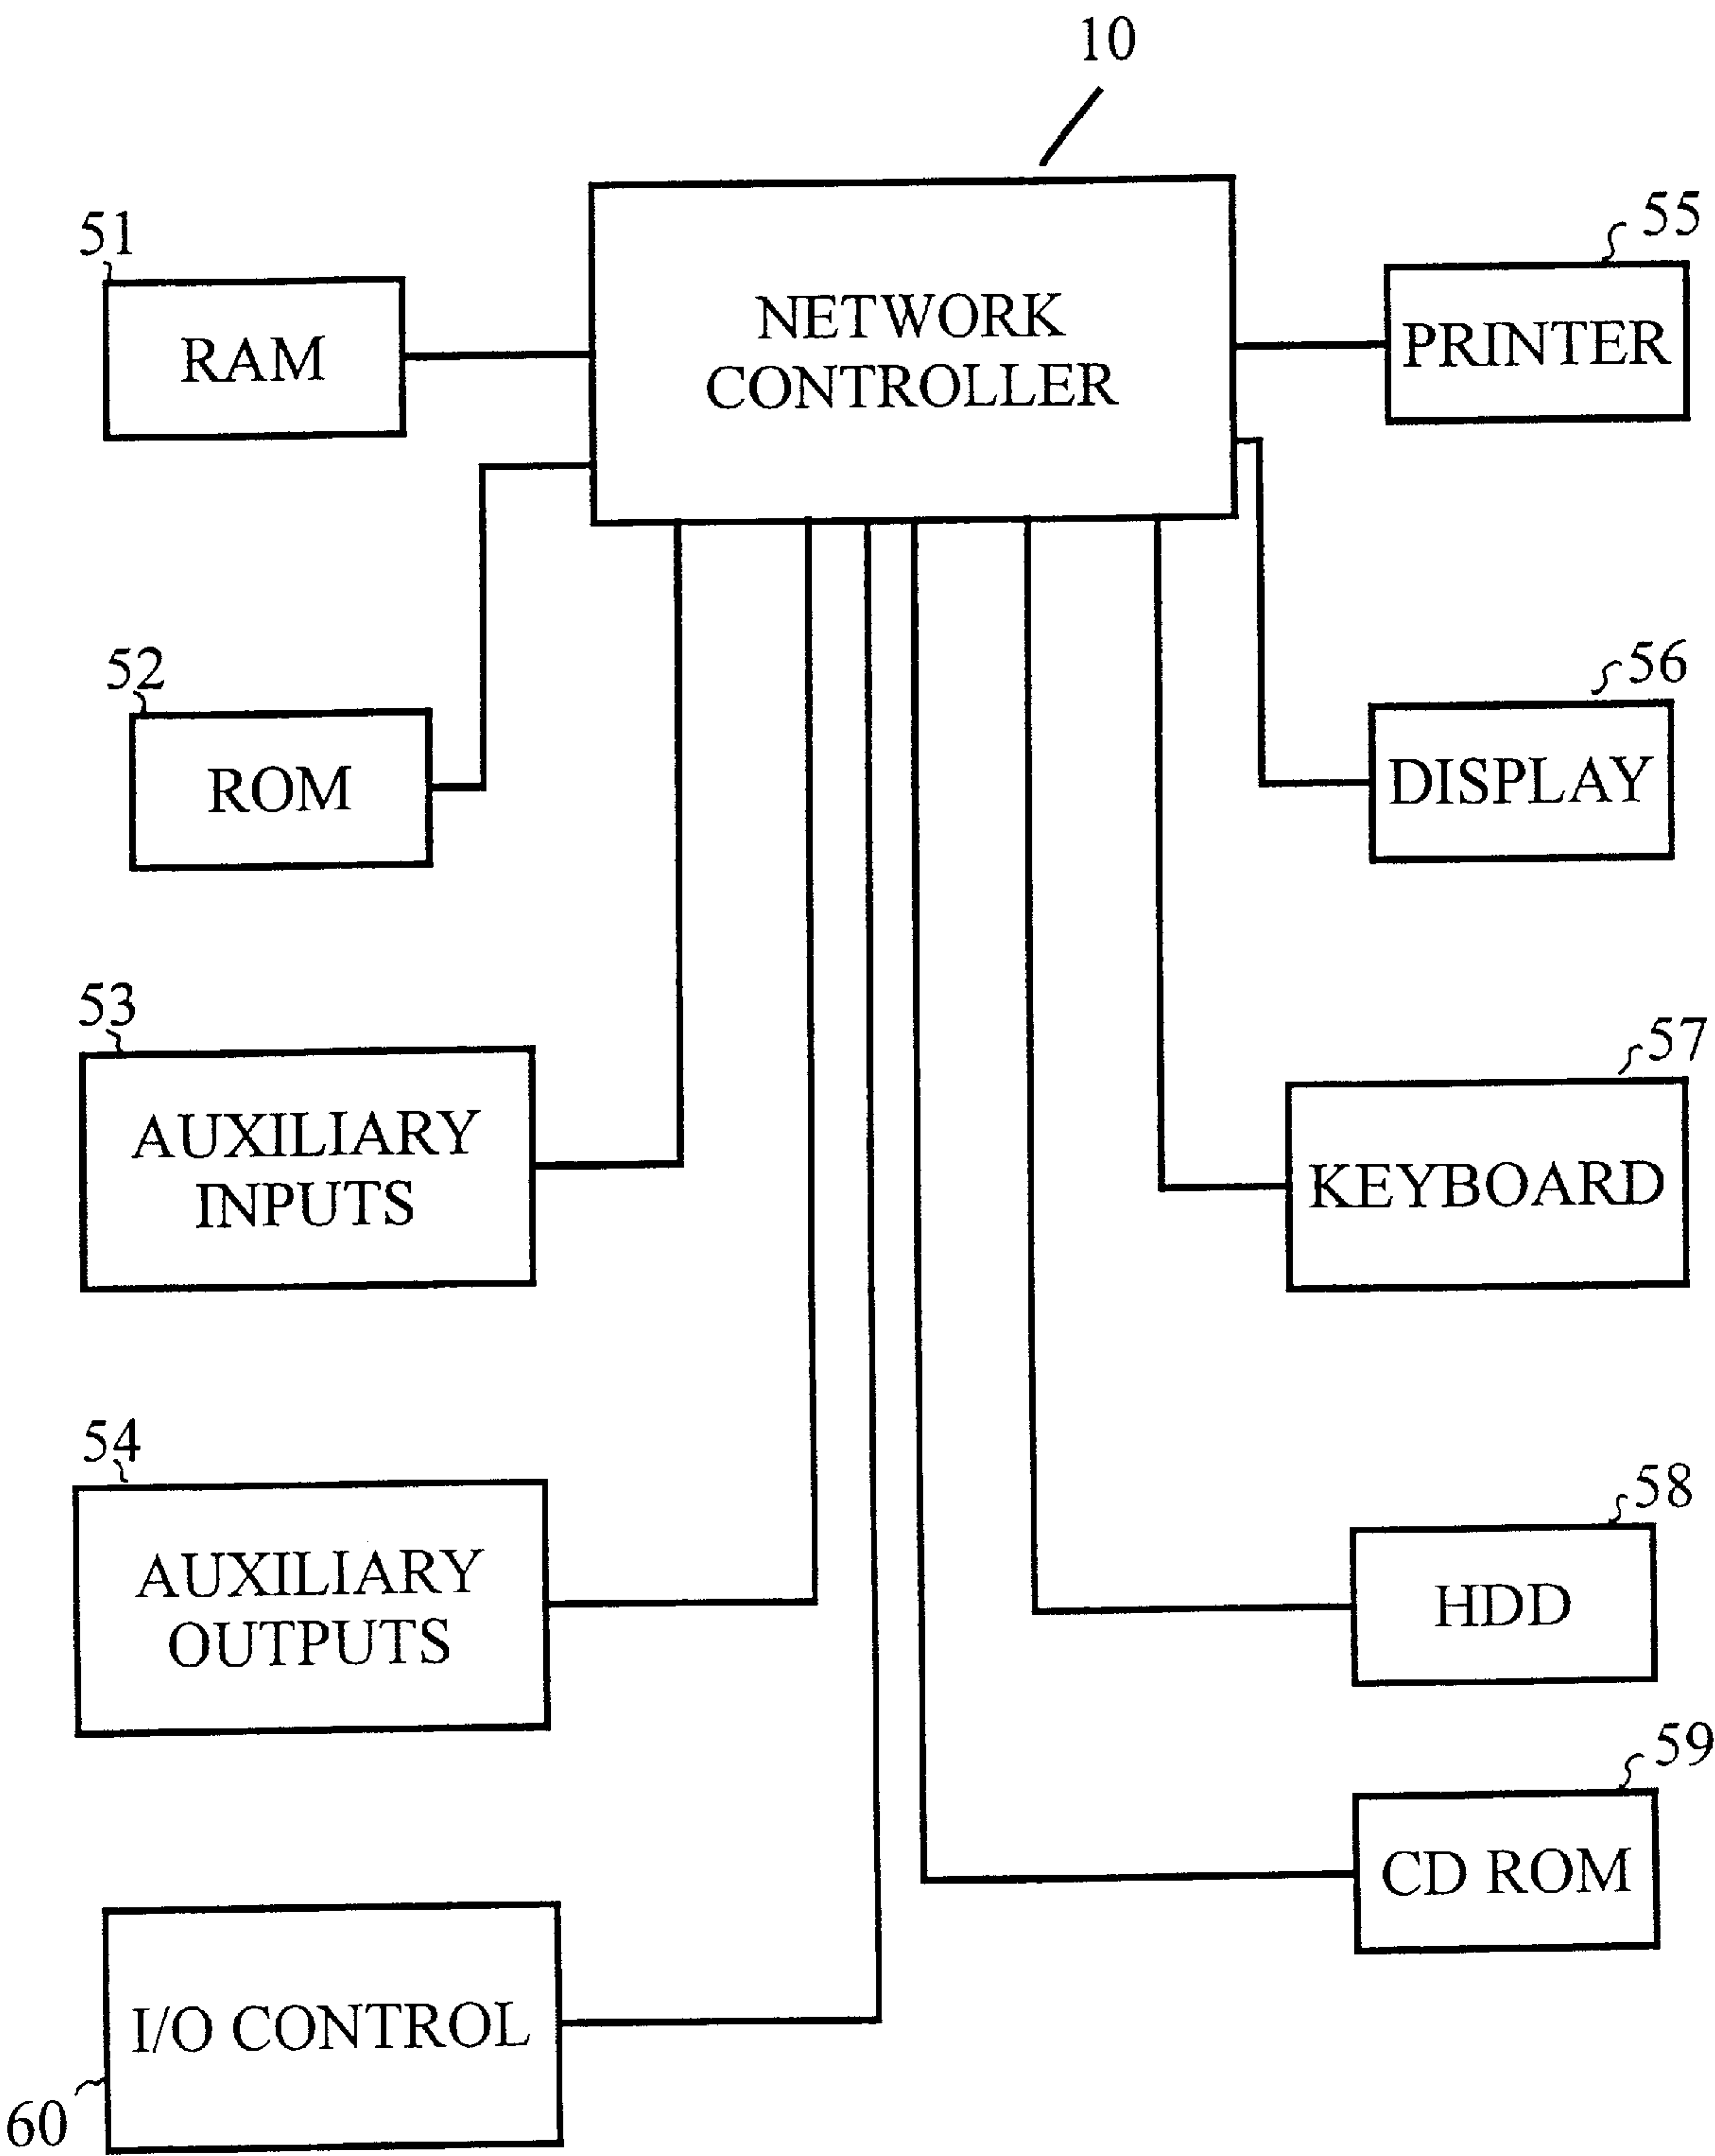 10
51
RAM
NETWORK
CONTROLLER
55
PRINTER
52
ROM
56
DISPLAY
53
AUXILIARY
INPUTS
57
KEYBOARD
54
AUXILIARY
OUTPUTS
58
HDD
59
CD ROM
I/O CONTROL
60